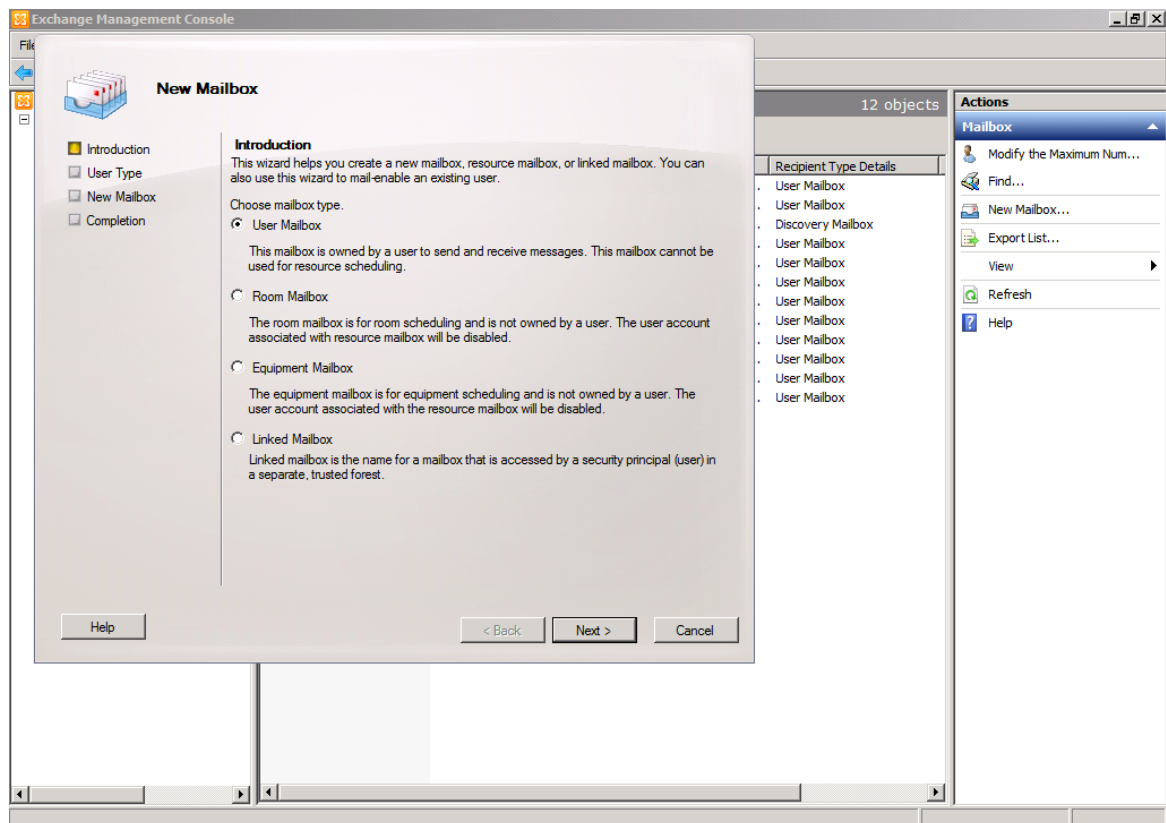 Exchange Management Console
File
New Mailbox
Introduction
User Type
New Mailbox
Completion
Introduction
This wizard helps you create a new mailbox, resource mailbox, or linked mailbox. You can
also use this wizard to mail-enable an existing user.
Choose mailbox type.
User Mailbox
This mailbox is owned by a user to send and receive messages. This mailbox cannot be
used for resource scheduling.
Room Mailbox
The room mailbox is for room scheduling and is not owned by a user. The user account
associated with resource mailbox will be disabled.
Equipment Mailbox
The equipment mailbox is for equipment scheduling and is not owned by a user. The
user account associated with the resource mailbox will be disabled.
Linked Mailbox
Linked mailbox is the name for a mailbox that is accessed by a security principal (user) in
a separate, trusted forest.
Help
< Back
Next >
Cancel
12 objects
Recipient Type Details
. User Mailbox
. User Mailbox
. Discovery Mailbox
. User Mailbox
. User Mailbox
. User Mailbox
. User Mailbox
. User Mailbox
. User Mailbox
. User Mailbox
. User Mailbox
. User Mailbox
Actions
Mailbox
Modify the Maximum Num...
Find...
New Mailbox...
Export List...
View
Refresh
Help